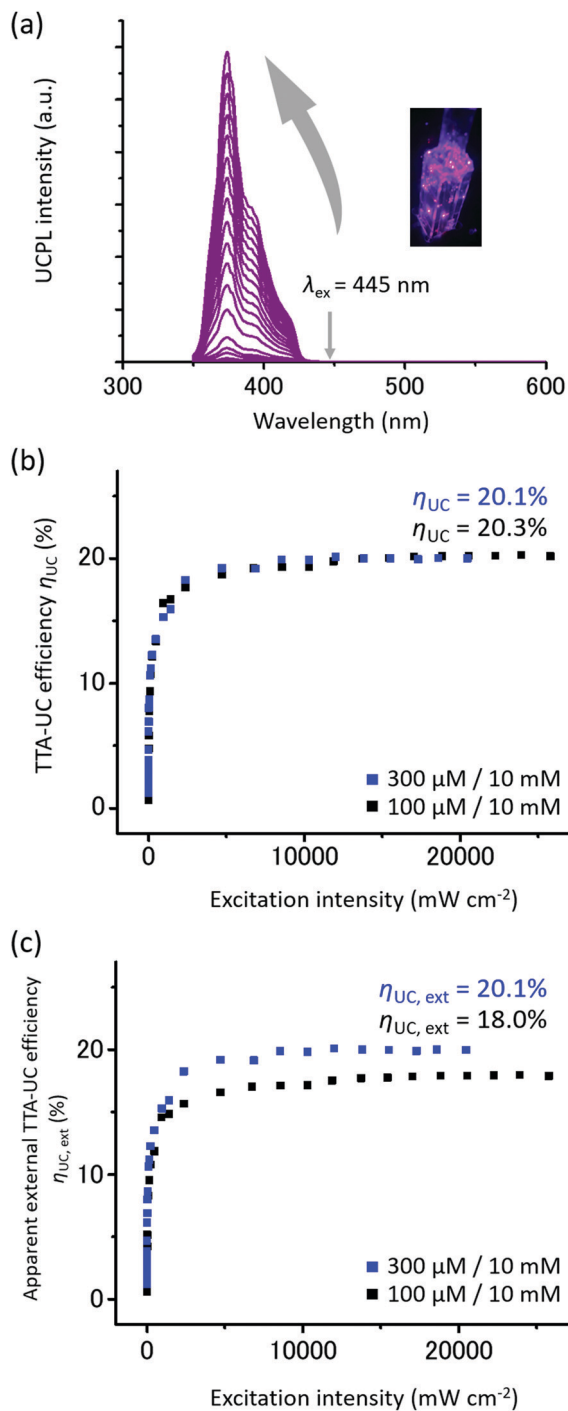 (a)
UCPL intensity (a.u.)
λex = 445 nm
300 400 500 600
Wavelength (nm)
(b)
ηUC = 20.1%
ηUC = 20.3%
TTA-UC efficiency ηUC (%)
20
10
0
300 μM / 10 mM
100 μM / 10 mM
0 10000 20000
Excitation intensity (mW cm-2)
(c)
ηUC, ext = 20.1%
ηUC, ext = 18.0%
Apparent external TTA-UC efficiency
ηUC, ext (%)
20
10
0
300 μM / 10 mM
100 μM / 10 mM
0 10000 20000
Excitation intensity (mW cm-2)